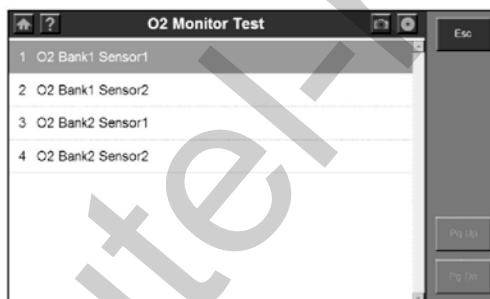 ? O2 Monitor Test
Esc
1 O2 Bank1 Sensor1
2 O2 Bank1 Sensor2
3 O2 Bank2 Sensor1
4 O2 Bank2 Sensor2
Pg Up
Pg Dn